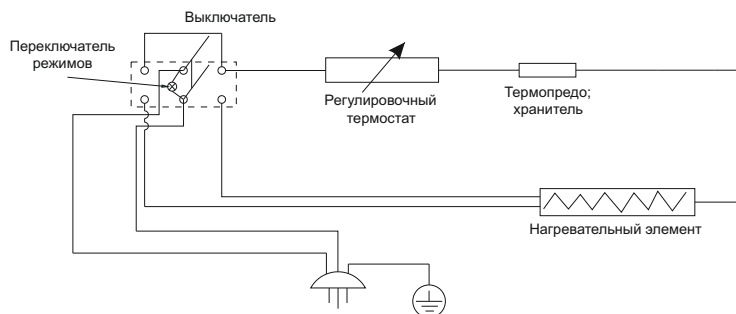 Выключатель
Переключатель
режимов
Регулировочный
термостат
Термопредо;
хранитель
Нагревательный элемент